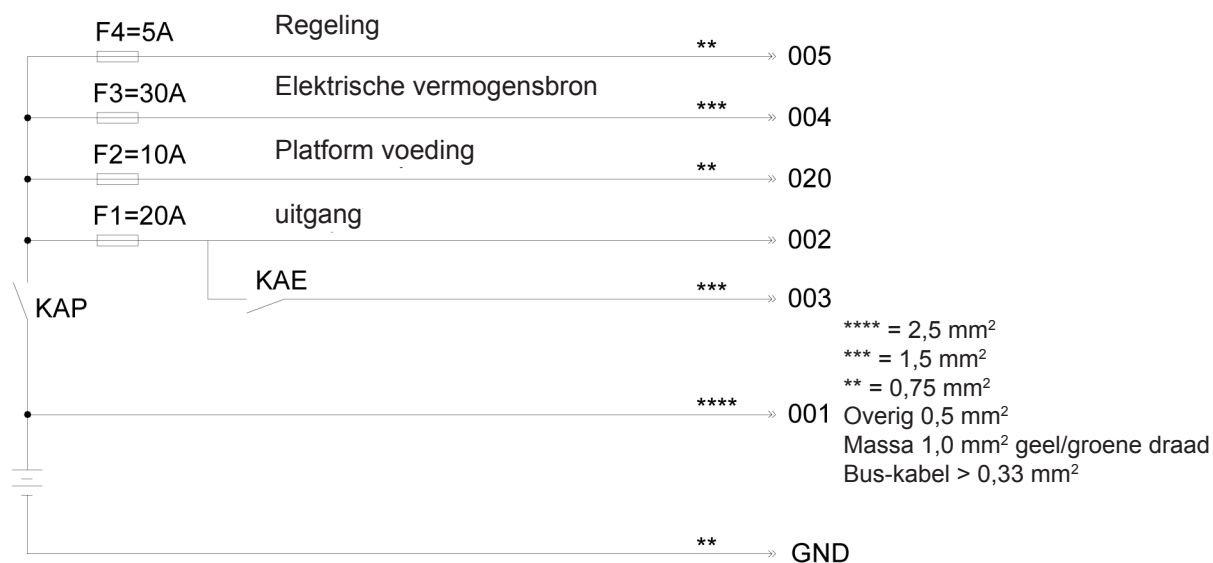 F4=5A Regeling ** 005
F3=30A Elektrische vermogensbron *** 004
F2=10A Platform voeding ** 020
F1=20A uitgang 002
KAE *** 003
KAP
**** = 2,5 mm²
*** = 1,5 mm²
** = 0,75 mm²
**** 001 Overig 0,5 mm²
Massa 1,0 mm² geel/groene draad
Bus-kabel > 0,33 mm²
** GND